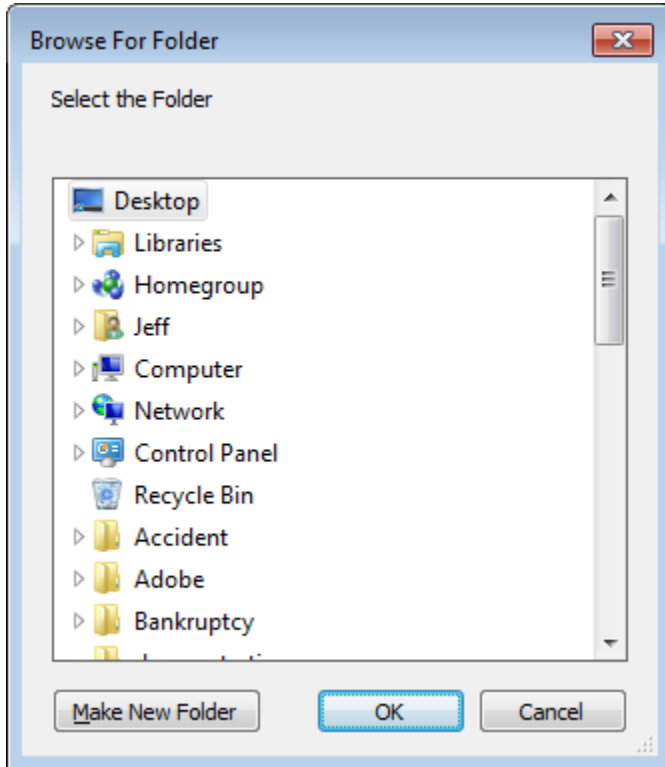 Browse For Folder
Select the Folder
Desktop
Libraries
Homegroup
Jeff
Computer
Network
Control Panel
Recycle Bin
Accident
Adobe
Bankruptcy
Make New Folder
OK
Cancel